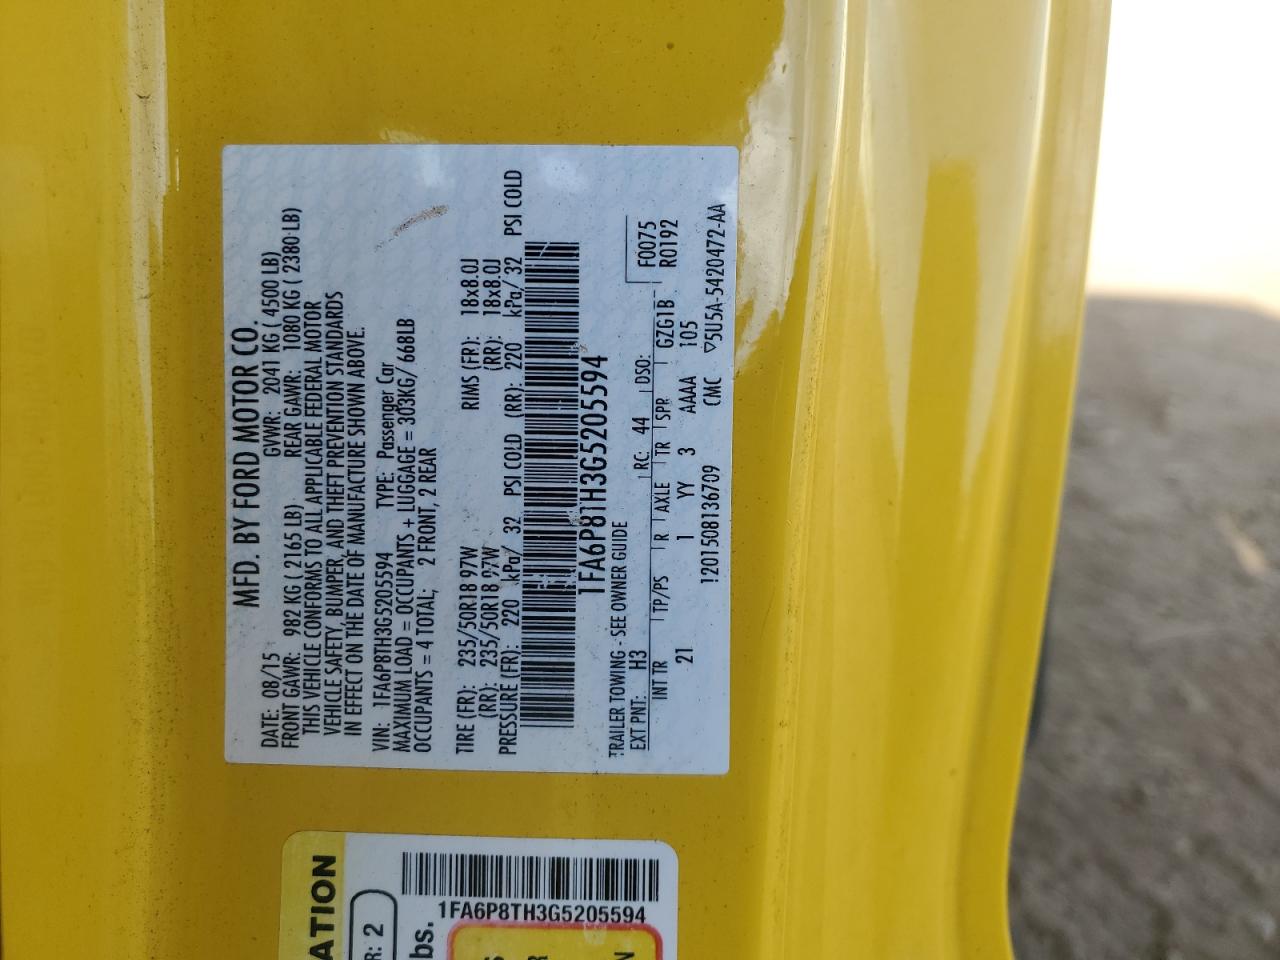 MFD. BY FORD MOTOR CO.
DATE: 08/15 GVWR: 2041 KG ( 4500 LB)
FRONT GAWR: 982 KG ( 2165 LB) REAR GAWR: 1080 KG ( 2380 LB)
THIS VEHICLE CONFORMS TO ALL APPLICABLE FEDERAL MOTOR
VEHICLE SAFETY, BUMPER, AND THEFT PREVENTION STANDARDS
IN EFFECT ON THE DATE OF MANUFACTURE SHOWN ABOVE.
VIN: 1FA6P8TH3G5205594 TYPE: Passenger Car
MAXIMUM LOAD = OCCUPANTS + LUGGAGE = 303KG/ 668LB
OCCUPANTS = 4 TOTAL; 2 FRONT, 2 REAR
TIRE (FR): 235/50R18 97W RIMS (FR): 18x8.0J
(RR): 235/50R18 97W (RR): 18x8.0J
PRESSURE (FR): 220 kPa/ 32 PSI COLD (RR): 220 kPa/ 32 PSI COLD
1FA6P8TH3G5205594
TRAILER TOWING - SEE OWNER GUIDE
EXT PNT: H3 RC: 44 DSO: F0075
INT TR TP/PS R AXLE TR SPR GZG1B R0192
21 1 YY 3 AAAA 105
1201508136709 CMC ▽5U5A-5420472-AA
ATION
R: 2
bs.
1FA6P8TH3G5205594
S
R
N